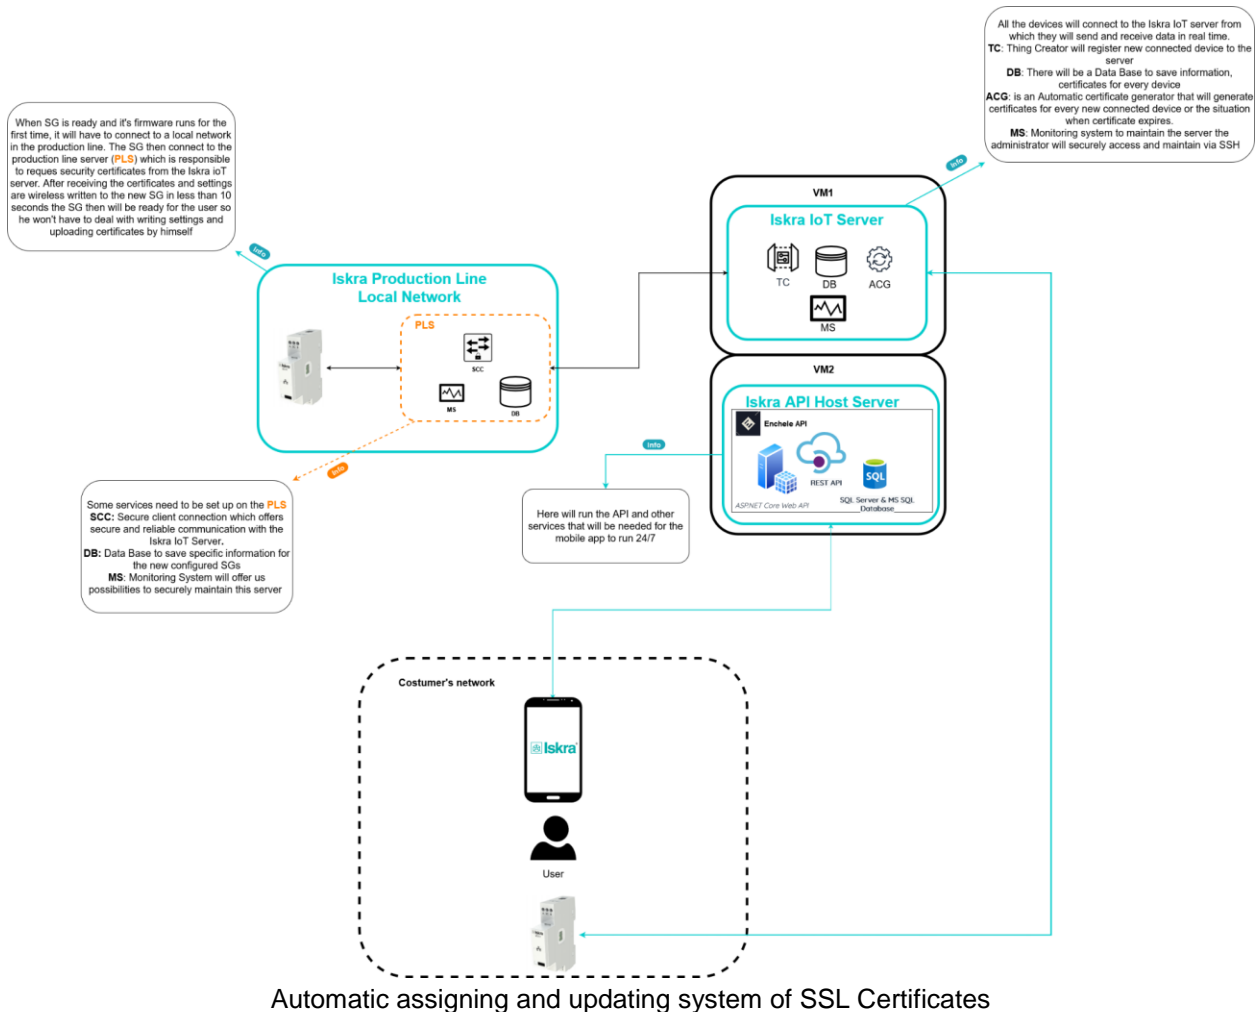 All the devices will connect to the Iskra IoT server from
which they will send and receive data in real time.
TC: Thing Creator will register new connected device to the
server
DB: There will be a Data Base to save information,
certificates for every device
ACG: is an Automatic certificate generator that will generate
certificates for every new connected device or the situation
when certificate expires.
MS: Monitoring system to maintain the server the
administrator will securely access and maintain via SSH
Info
When SG is ready and it's firmware runs for the
first time, it will have to connect to a local network
in the production line. The SG then connect to the
production line server (PLS) which is responsible
to reques security certificates from the Iskra ioT
server. After receiving the certificates and settings
are wireless written to the new SG in less than 10
seconds the SG then will be ready for the user so
he won't have to deal with writing settings and
uploading certificates by himself
Info
VM1
Iskra IoT Server
TC
DB
ACG
MS
Iskra Production Line
Local Network
PLS
SCC
MS
DB
Info
VM2
Iskra API Host Server
Enchele API
REST API
SQL
ASP.NET Core Web API
SQL Server & MS SQL
Database
Info
Some services need to be set up on the PLS
SCC: Secure client connection which offers
secure and reliable communication with the
Iskra IoT Server.
DB: Data Base to save specific information for
the new configured SGs
MS: Monitoring System will offer us
possibilities to securely maintain this server
Here will run the API and other
services that will be needed for the
mobile app to run 24/7
Costumer's network
Iskra
User
Automatic assigning and updating system of SSL Certificates